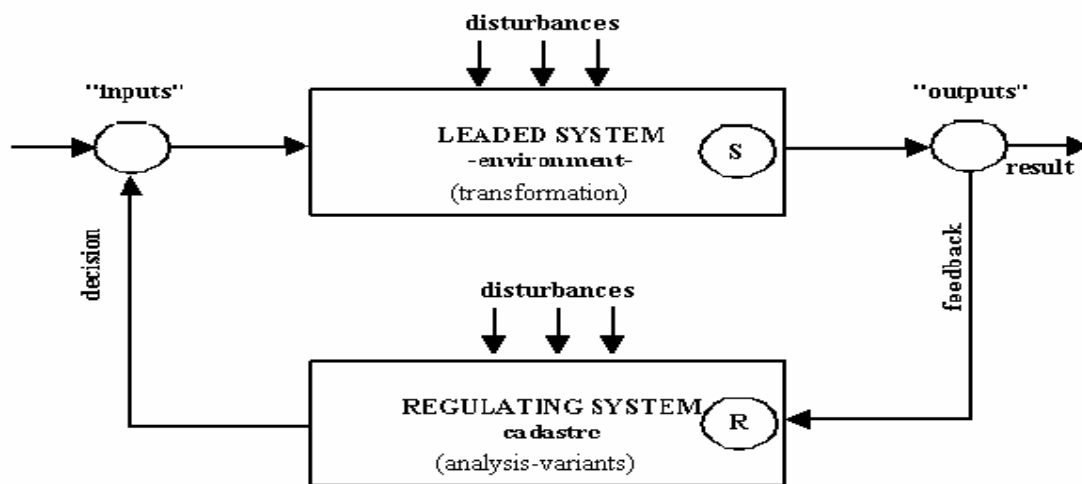 disturbances
"inputs"
"outputs"
LEADED SYSTEM
-environment-
(transformation)
S
result
decision
feedback
disturbances
REGULATING SYSTEM
cadastre
(analysis-variants)
R